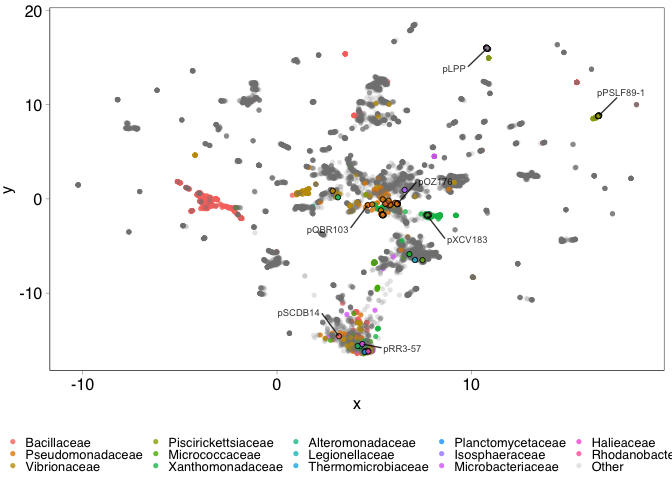 20
pLPP
pPSLF89-1
10
y
pOZ176
0
pQBR103
pXCV183
-10
pSCDB14
pRR3-57
-10 0 10
x
Bacillaceae Piscirickettsiaceae Alteromonadaceae Planctomycetaceae Halieaceae
Pseudomonadaceae Micrococcaceae Legionellaceae Isosphaeraceae Rhodanobacte
Vibrionaceae Xanthomonadaceae Thermomicrobiaceae Microbacteriaceae Other